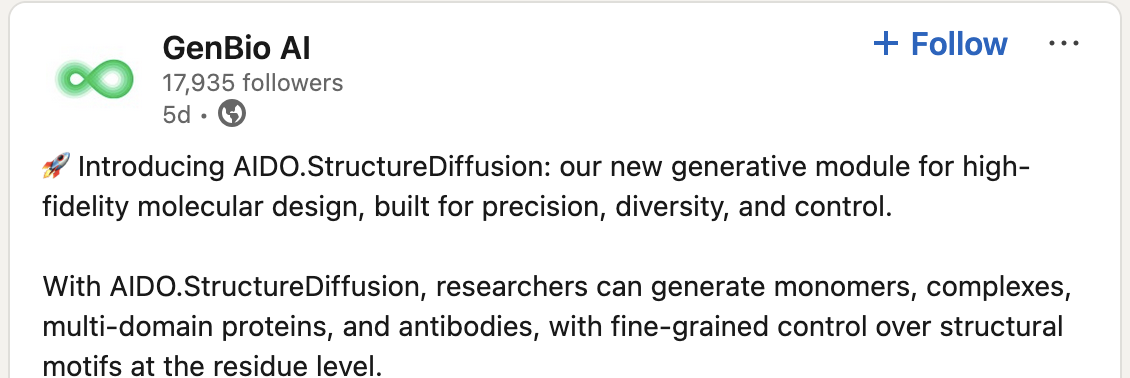 GenBio AI
+ Follow
...
17,935 followers
5d •
🚀 Introducing AIDO.StructureDiffusion: our new generative module for high-
fidelity molecular design, built for precision, diversity, and control.
With AIDO.StructureDiffusion, researchers can generate monomers, complexes,
multi-domain proteins, and antibodies, with fine-grained control over structural
motifs at the residue level.